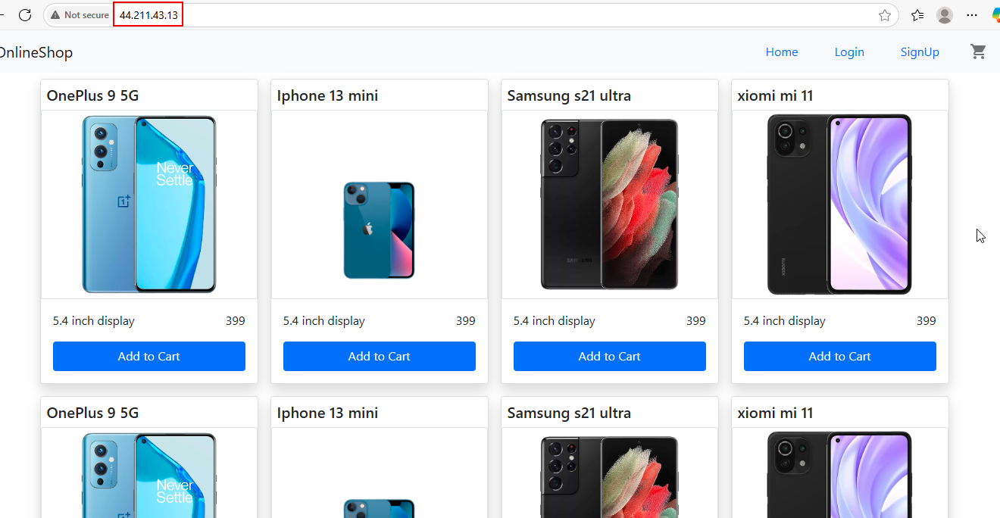 Not secure 44.211.43.13
OnlineShop Home Login SignUp
OnePlus 9 5G Iphone 13 mini Samsung s21 ultra xiomi mi 11
Never
Settle
SAMSUNG
XIAOMI
5.4 inch display 399 5.4 inch display 399 5.4 inch display 399 5.4 inch display 399
Add to Cart Add to Cart Add to Cart Add to Cart
OnePlus 9 5G Iphone 13 mini Samsung s21 ultra xiomi mi 11
Never
Settle